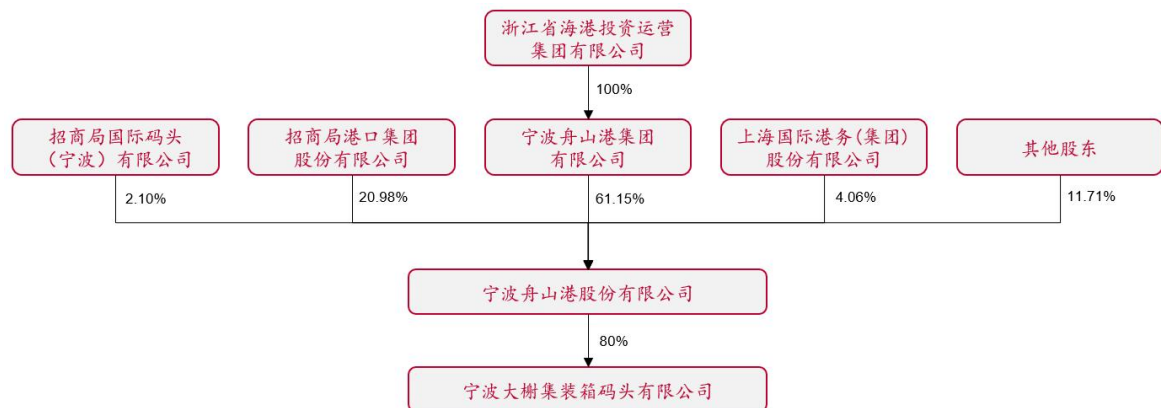 浙江省海港投资运营
集团有限公司
100%
招商局国际码头
（宁波）有限公司
招商局港口集团
股份有限公司
宁波舟山港集团
有限公司
上海国际港务(集团)
股份有限公司
其他股东
2.10%
20.98%
61.15%
4.06%
11.71%
宁波舟山港股份有限公司
80%
宁波大榭集装箱码头有限公司